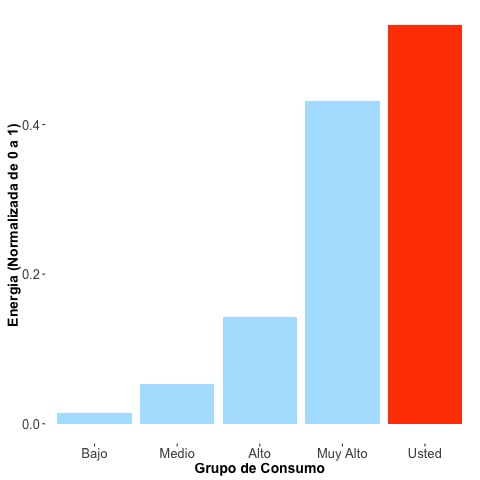 Energia (Normalizada de 0 a 1)
0.4
0.2
0.0
Bajo Medio Alto Muy Alto Usted
Grupo de Consumo